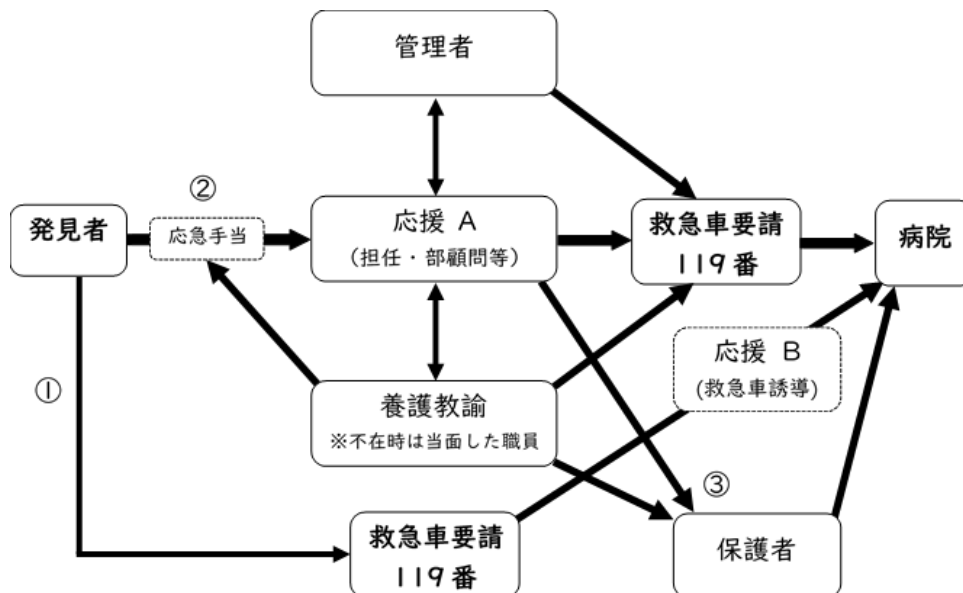 管理者
②
発見者
応急手当
応援 A
(担任・部顧問等)
救急車要請
119番
病院
①
養護教諭
※不在時は当面した職員
応援 B
(救急車誘導)
③
救急車要請
119番
保護者